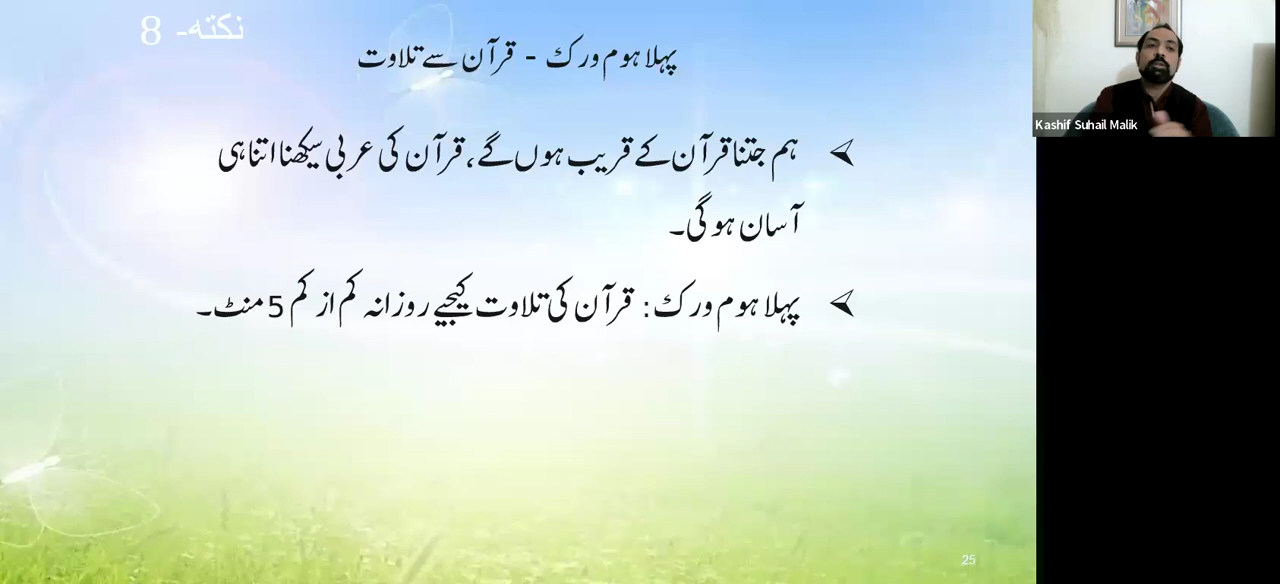 نکتہ- 8
پہلا ہوم ورک - قرآن سے تلاوت
ہم جتنا قرآن کے قریب ہوں گے، قرآن کی عربی سیکھنا اتنا ہی
آسان ہو گی۔
پہلا ہوم ورک: قرآن کی تلاوت کیجیے روزانہ کم از کم 5 منٹ۔
25
Kashif Suhail Malik